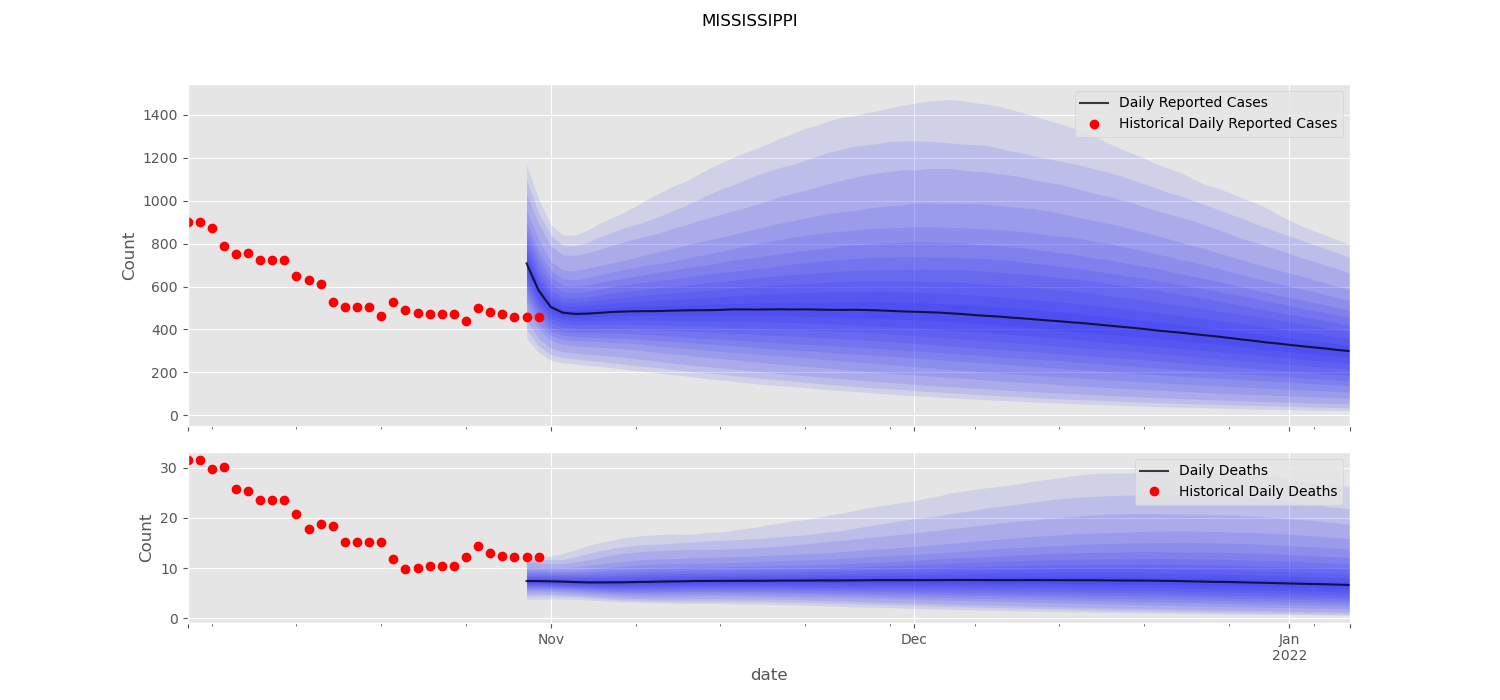 MISSISSIPPI
1400
1200
1000
800
600
400
200
0
Count
Daily Reported Cases
Historical Daily Reported Cases
30
20
10
0
Count
Daily Deaths
Historical Daily Deaths
Nov
Dec
Jan
2022
date